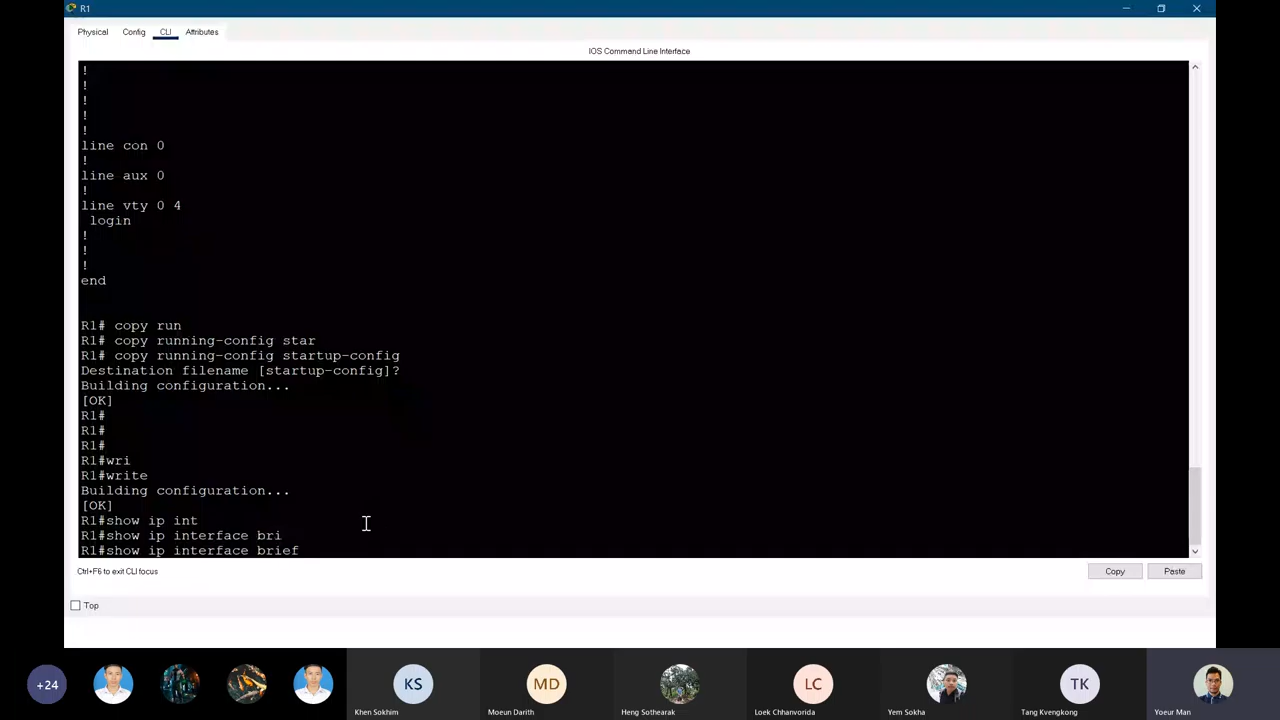 R1
Physical Config CLI Attributes
IOS Command Line Interface
!
!
!
!
!
line con 0
!
line aux 0
!
line vty 0 4
login
!
!
!
end
R1# copy run
R1# copy running-config star
R1# copy running-config startup-config
Destination filename [startup-config]?
Building configuration...
[OK]
R1#
R1#
R1#
R1#wri
R1#write
Building configuration...
[OK]
R1#show ip int
R1#show ip interface bri
R1#show ip interface brief
Ctrl+F6 to exit CLI focus
Copy Paste
Top
+24 KS MD LC TK
Khen Sokhim Moeun Darith Heng Sothearak Loek Chhanvorida Yem Sokha Tang Kvengkong Yoeur Man